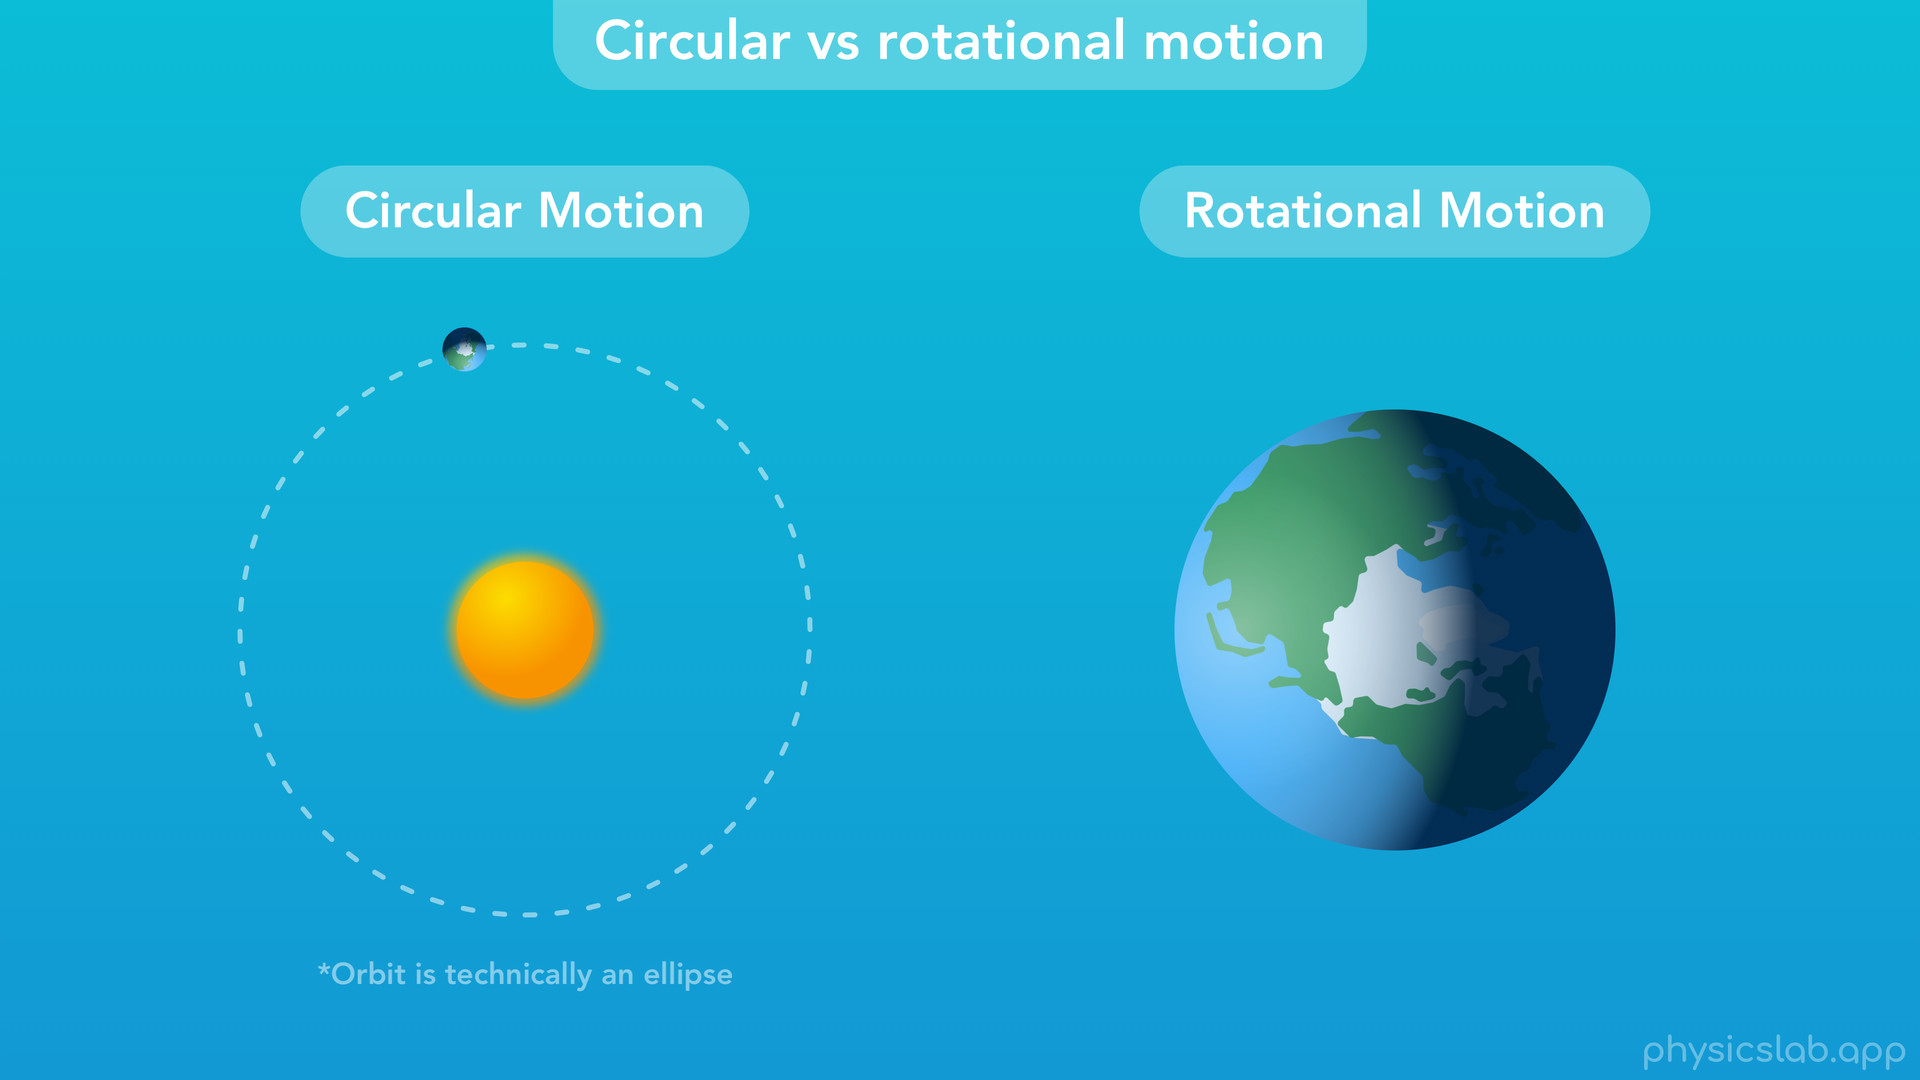 Circular vs rotational motion
Circular Motion
Rotational Motion
*Orbit is technically an ellipse
physicslab.app